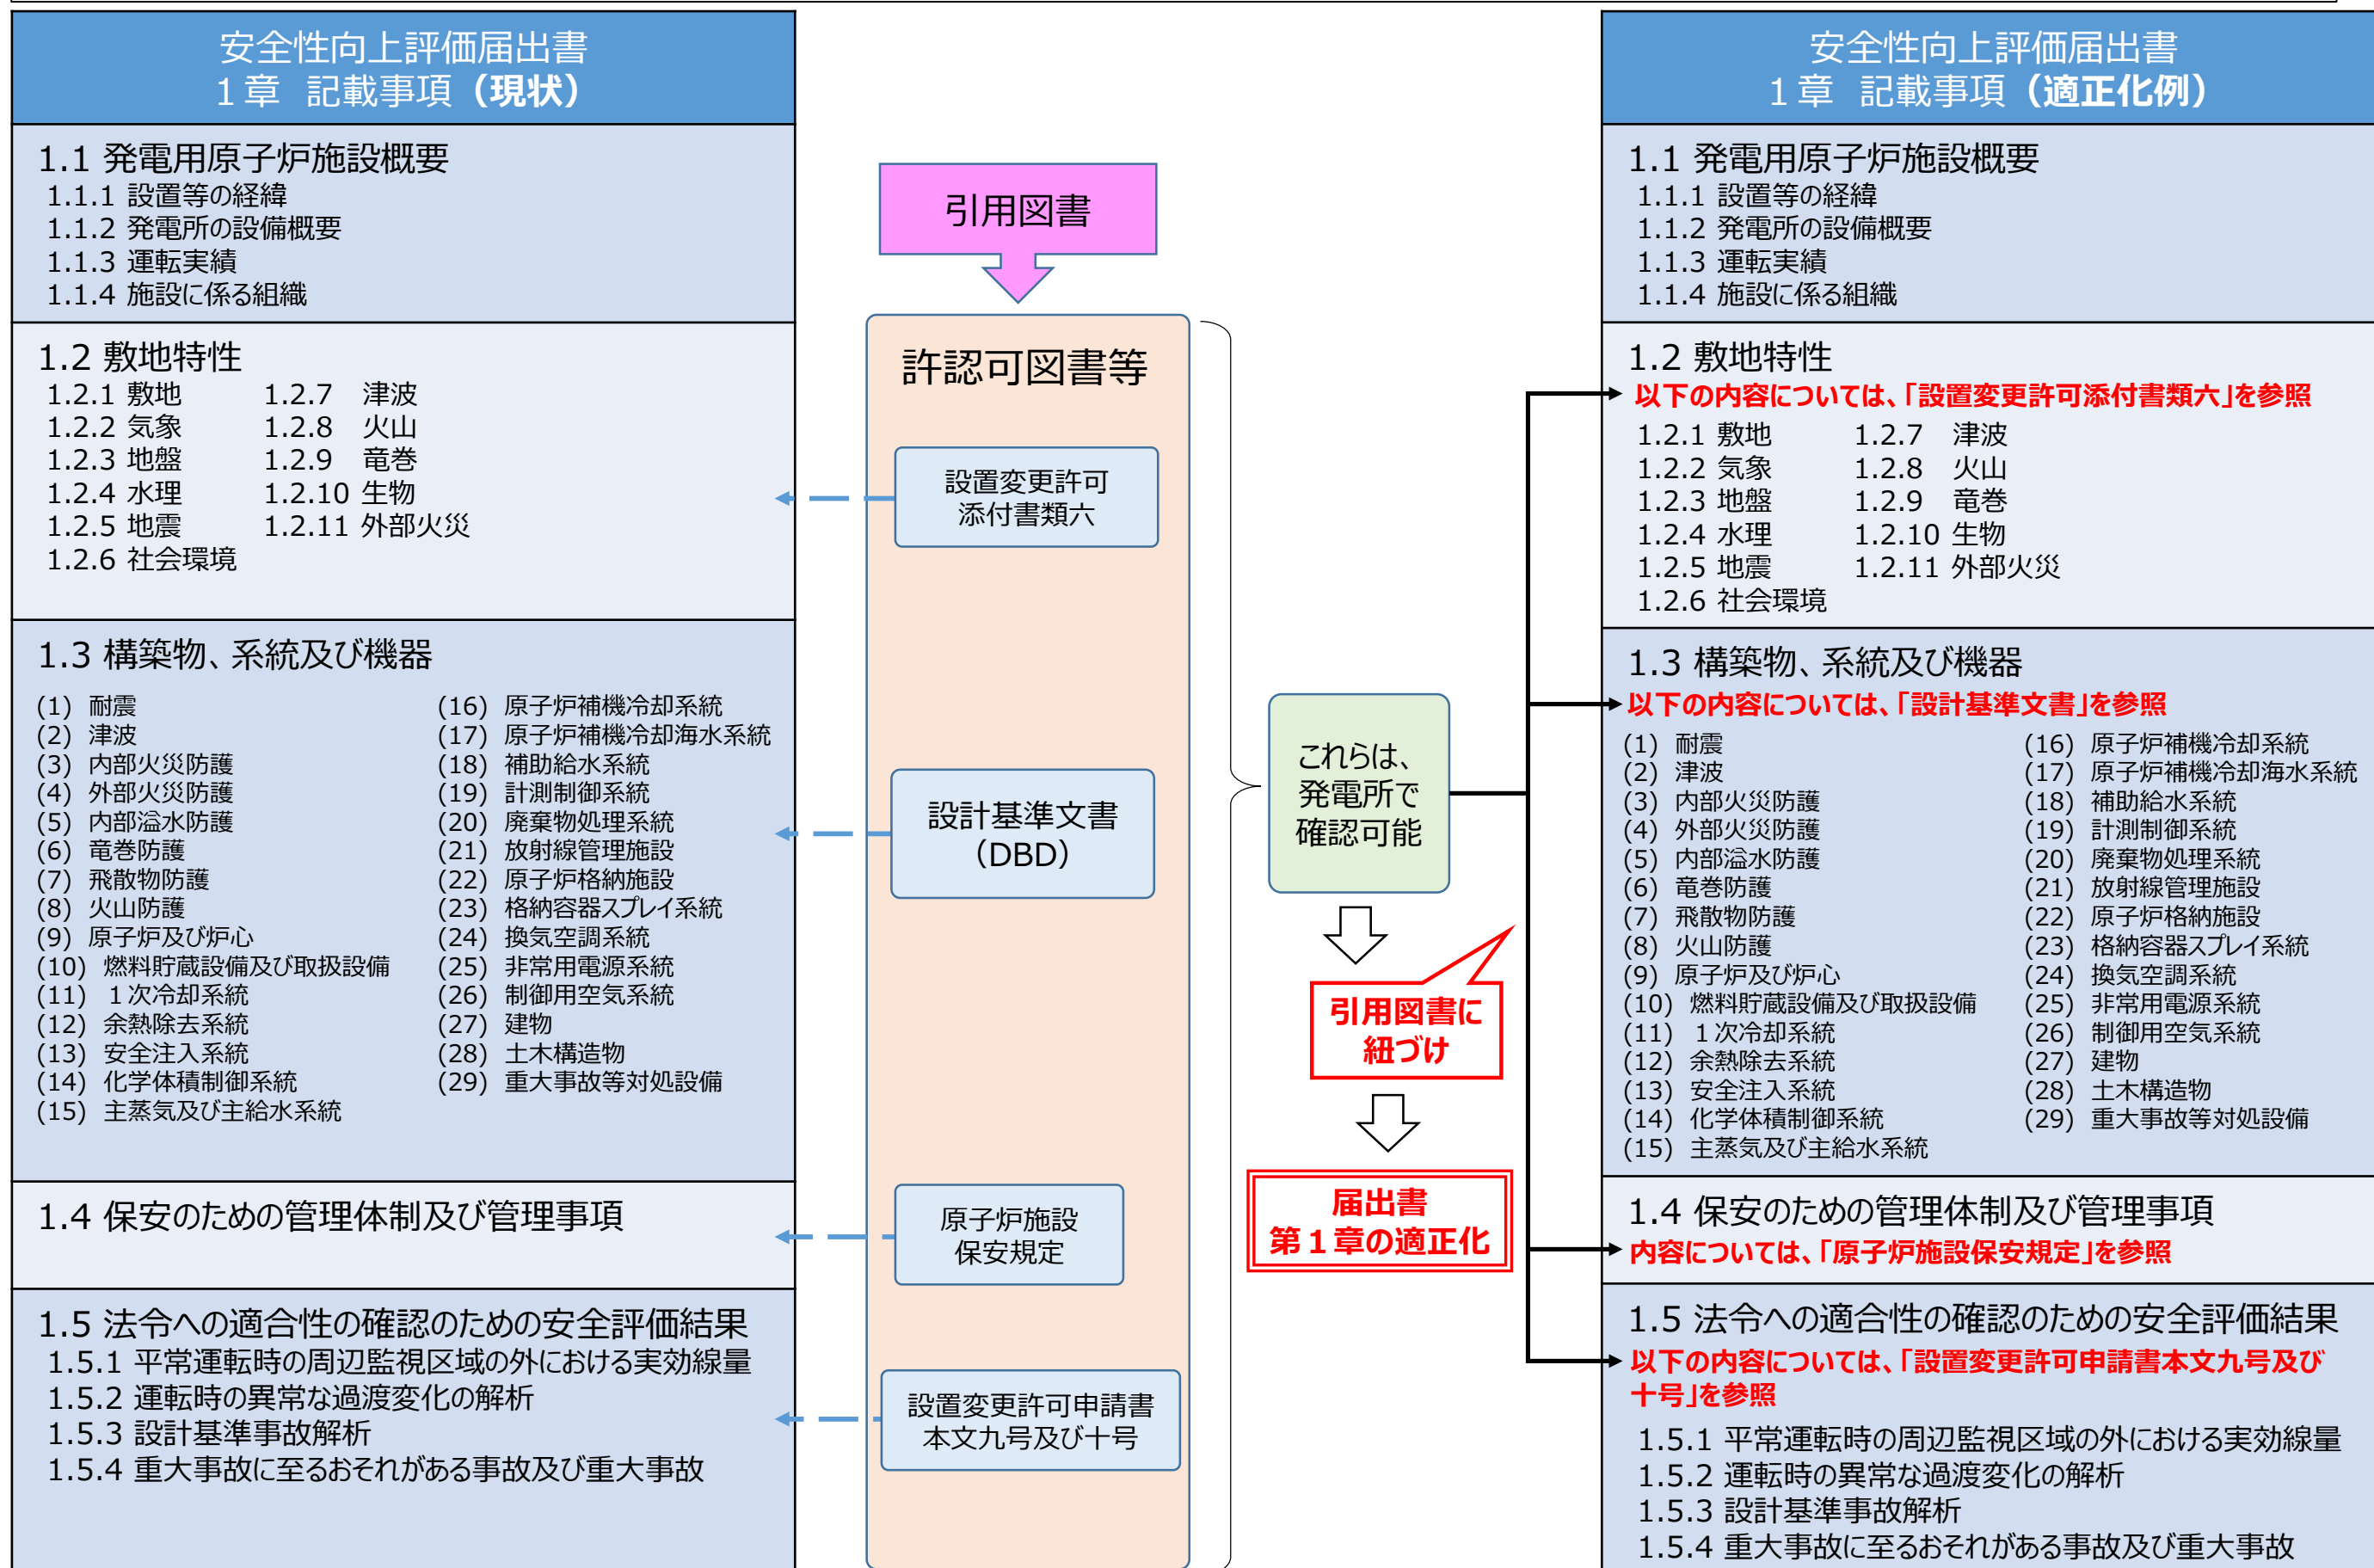 安全性向上評価届出書
1章 記載事項（現状）
1.1 発電用原子炉施設概要
1.1.1 設置等の経緯
1.1.2 発電所の設備概要
1.1.3 運転実績
1.1.4 施設に係る組織
1.2 敷地特性
1.2.1 敷地 1.2.7 津波
1.2.2 気象 1.2.8 火山
1.2.3 地盤 1.2.9 竜巻
1.2.4 水理 1.2.10 生物
1.2.5 地震 1.2.11 外部火災
1.2.6 社会環境
1.3 構築物、系統及び機器
(1) 耐震 (16) 原子炉補機冷却系統
(2) 津波 (17) 原子炉補機冷却海水系統
(3) 内部火災防護 (18) 補助給水系統
(4) 外部火災防護 (19) 計測制御系統
(5) 内部溢水防護 (20) 廃棄物処理系統
(6) 竜巻防護 (21) 放射線管理施設
(7) 飛散物防護 (22) 原子炉格納施設
(8) 火山防護 (23) 格納容器スプレイ系統
(9) 原子炉及び炉心 (24) 換気空調系統
(10) 燃料貯蔵設備及び取扱設備 (25) 非常用電源系統
(11) １次冷却系統 (26) 制御用空気系統
(12) 余熱除去系統 (27) 建物
(13) 安全注入系統 (28) 土木構造物
(14) 化学体積制御系統 (29) 重大事故等対処設備
(15) 主蒸気及び主給水系統
1.4 保安のための管理体制及び管理事項
1.5 法令への適合性の確認のための安全評価結果
1.5.1 平常運転時の周辺監視区域の外における実効線量
1.5.2 運転時の異常な過渡変化の解析
1.5.3 設計基準事故解析
1.5.4 重大事故に至るおそれがある事故及び重大事故
引用図書
許認可図書等
設置変更許可
添付書類六
設計基準文書
（DBD）
原子炉施設
保安規定
設置変更許可申請書
本文九号及び十号
これらは、
発電所で
確認可能
引用図書に
紐づけ
届出書
第１章の適正化
安全性向上評価届出書
1章 記載事項（適正化例）
1.1 発電用原子炉施設概要
1.1.1 設置等の経緯
1.1.2 発電所の設備概要
1.1.3 運転実績
1.1.4 施設に係る組織
1.2 敷地特性
以下の内容については、「設置変更許可添付書類六」を参照
1.2.1 敷地 1.2.7 津波
1.2.2 気象 1.2.8 火山
1.2.3 地盤 1.2.9 竜巻
1.2.4 水理 1.2.10 生物
1.2.5 地震 1.2.11 外部火災
1.2.6 社会環境
1.3 構築物、系統及び機器
以下の内容については、「設計基準文書」を参照
(1) 耐震 (16) 原子炉補機冷却系統
(2) 津波 (17) 原子炉補機冷却海水系統
(3) 内部火災防護 (18) 補助給水系統
(4) 外部火災防護 (19) 計測制御系統
(5) 内部溢水防護 (20) 廃棄物処理系統
(6) 竜巻防護 (21) 放射線管理施設
(7) 飛散物防護 (22) 原子炉格納施設
(8) 火山防護 (23) 格納容器スプレイ系統
(9) 原子炉及び炉心 (24) 換気空調系統
(10) 燃料貯蔵設備及び取扱設備 (25) 非常用電源系統
(11) １次冷却系統 (26) 制御用空気系統
(12) 余熱除去系統 (27) 建物
(13) 安全注入系統 (28) 土木構造物
(14) 化学体積制御系統 (29) 重大事故等対処設備
(15) 主蒸気及び主給水系統
1.4 保安のための管理体制及び管理事項
内容については、「原子炉施設保安規定」を参照
1.5 法令への適合性の確認のための安全評価結果
以下の内容については、「設置変更許可申請書本文九号及び
十号」を参照
1.5.1 平常運転時の周辺監視区域の外における実効線量
1.5.2 運転時の異常な過渡変化の解析
1.5.3 設計基準事故解析
1.5.4 重大事故に至るおそれがある事故及び重大事故